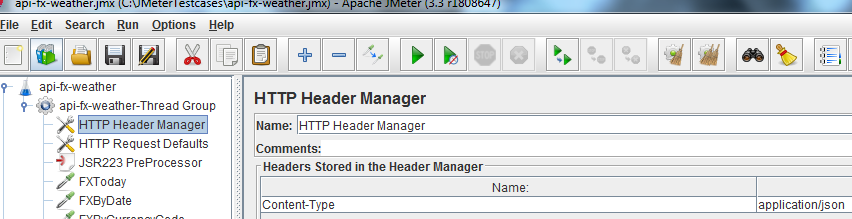 api-fx-weather.jmx (C:\JMeterTestcases\api-fx-weather.jmx) - Apache JMeter (3.3 r1808647)
File Edit Search Run Options Help
STOP
api-fx-weather
api-fx-weather-Thread Group
HTTP Header Manager
HTTP Request Defaults
JSR223 PreProcessor
FXToday
FXByDate
FXByCurrencyCode
HTTP Header Manager
Name: HTTP Header Manager
Comments:
Headers Stored in the Header Manager
Name:
Content-Type application/json